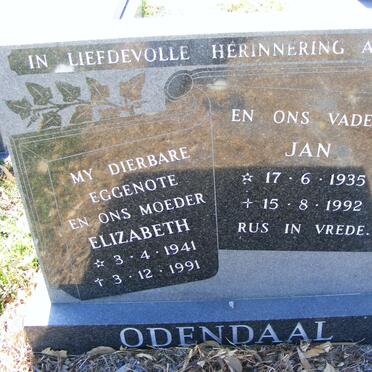 IN LIEFDEVOLLE HERINNERING A
MY DIERBARE
EGGENOTE
EN ONS MOEDER
ELIZABETH
☆ 3 · 4 · 1941
✝ 3 · 12 · 1991
EN ONS VADE
JAN
☆ 17 · 6 · 1935
✝ 15 · 8 · 1992
RUS IN VREDE.
ODENDAAL